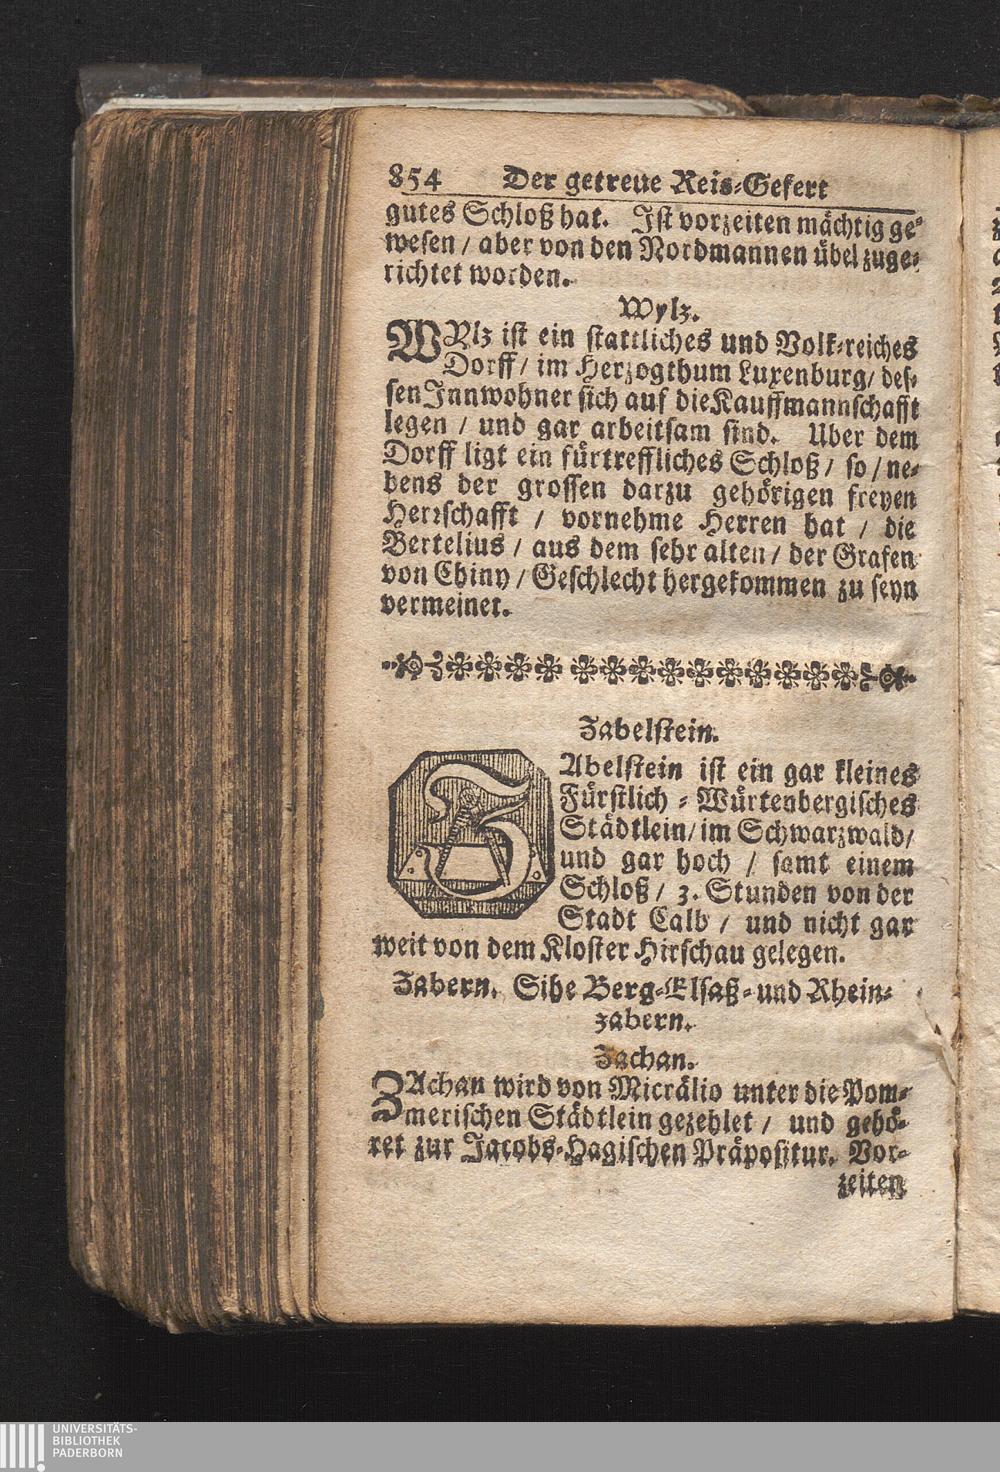 854 Der getreue Reis-Gefert
gutes Schloß hat. Ist vorzeiten mächtig ge-
wesen / aber von den Nordmannen übel zuge-
richtet worden.
Wylz.
WYlz ist ein stattliches und Volk-reiches
Dorff / im Herzogthum Luxenburg / des-
sen Innwohner sich auf die Kauffmannschafft
legen / und gar arbeitsam sind. Uber dem
Dorff ligt ein fürtreffliches Schloß / so / ne-
bens der grossen darzu gehörigen freyen
Herrschafft / vornehme Herren hat / die
Bertelius / aus dem sehr alten / der Grafen
von Chiny / Geschlecht hergekommen zu seyn
vermeinet.
Zabelstein.
ZAbelstein ist ein gar kleines
Fürstlich - Würtenbergisches
Städtlein / im Schwarzwald /
und gar hoch / samt einem
Schloß / 3. Stunden von der
Stadt Calb / und nicht gar
weit von dem Kloster Hirschau gelegen.
Zabern. Sihe Berg-Elsaß- und Rhein-
zabern.
Zachan.
ZAchan wird von Micrälio unter die Pom-
merischen Städtlein gezehlet / und gehö-
ret zur Jacobs-Hagischen Präpositur. Vor-
zeiten
UNIVERSITÄTS-
BIBLIOTHEK
PADERBORN